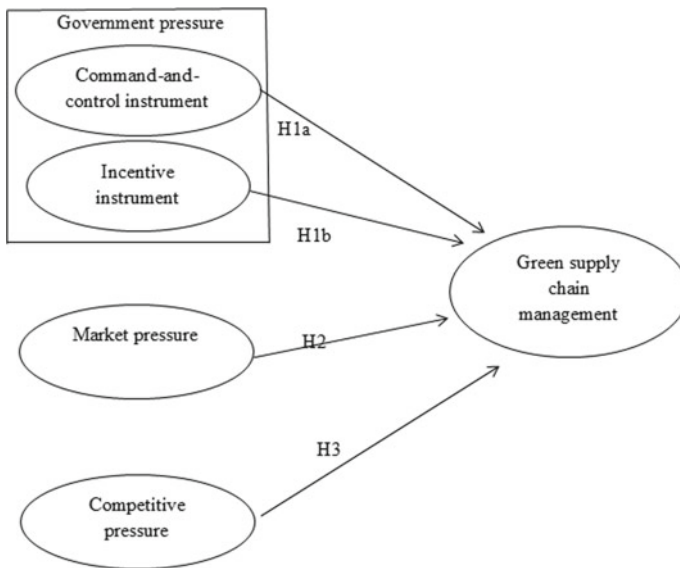 Government pressure
Command-and-
control instrument
H1a
Incentive
instrument
H1b
Green supply
chain
management
Market pressure
H2
H3
Competitive
pressure